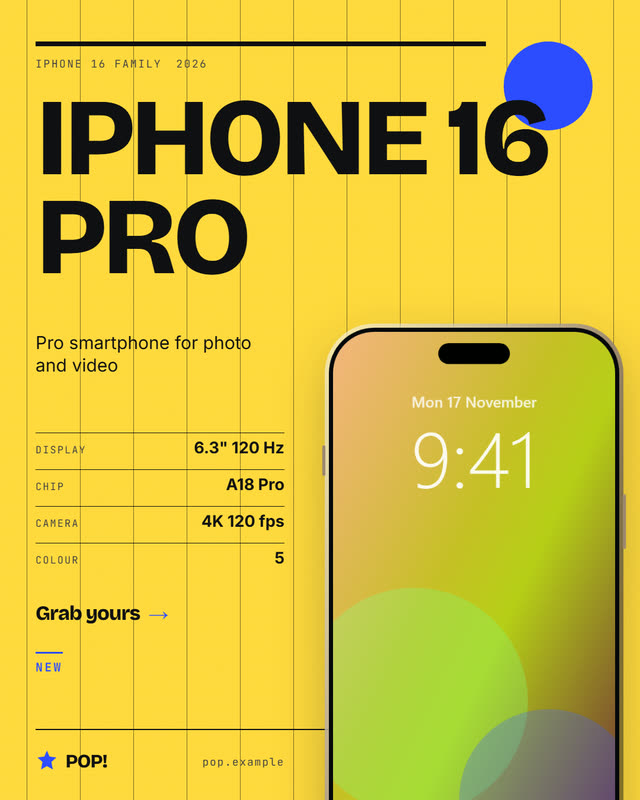 IPHONE 16 FAMILY 2026
IPHONE 16
PRO
Pro smartphone for photo
and video
DISPLAY 6.3" 120 Hz
CHIP A18 Pro
CAMERA 4K 120 fps
COLOUR 5
Grab yours →
NEW
POP! pop.example
Mon 17 November
9:41